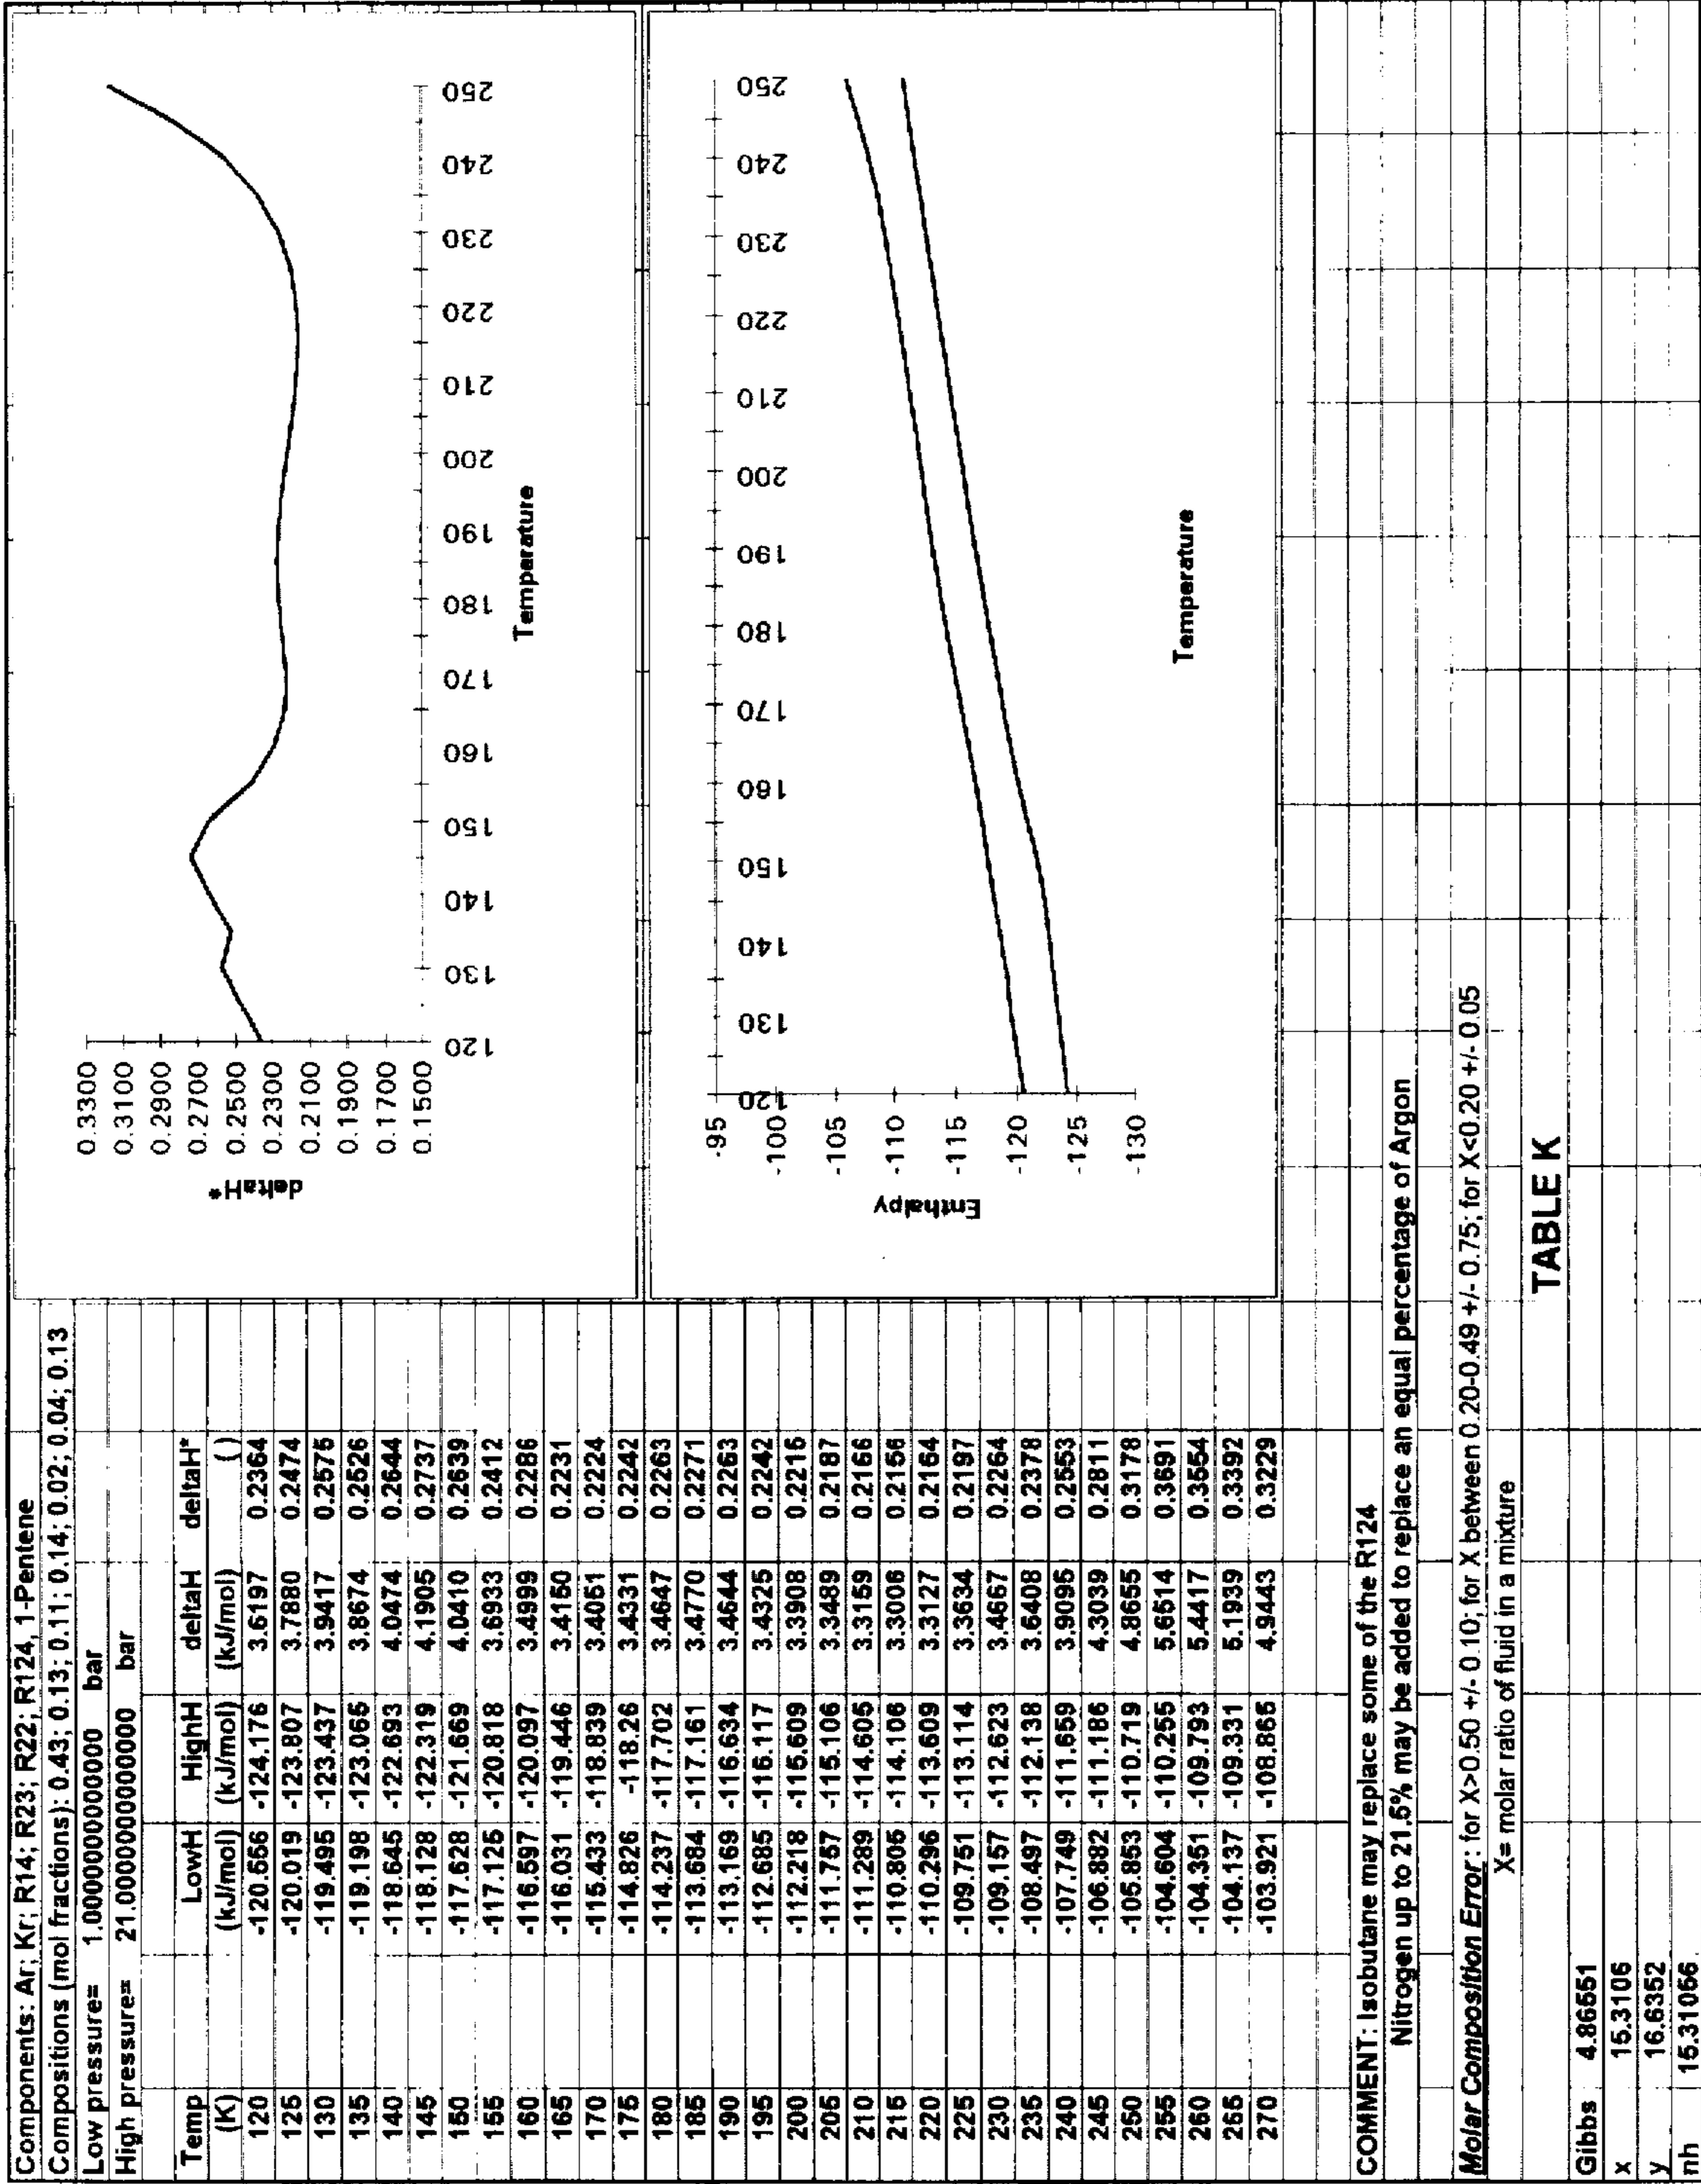 Components: Ar; Kr; R14; R23; R22; R124, 1-Pentene
Compositions (mol fractions): 0.43; 0.13; 0.11; 0.14; 0.02; 0.04; 0.13
Low pressure= 1.00000000000 bar
High pressure= 21.00000000000000 bar
Temp LowH HighH deltaH deltaH*
(K) (kJ/mol) (kJ/mol) (kJ/mol) ( )
120 -120.556 -124.176 3.6197 0.2364
125 -120.019 -123.807 3.7880 0.2474
130 -119.495 -123.437 3.9417 0.2575
135 -119.198 -123.065 3.8674 0.2526
140 -118.645 -122.693 4.0474 0.2644
145 -118.128 -122.319 4.1905 0.2737
150 -117.628 -121.669 4.0410 0.2639
155 -117.125 -120.818 3.6933 0.2412
160 -116.597 -120.097 3.4999 0.2286
165 -116.031 -119.446 3.4150 0.2231
170 -115.433 -118.839 3.4051 0.2224
175 -114.826 -118.26 3.4331 0.2242
180 -114.237 -117.702 3.4647 0.2263
185 -113.684 -117.161 3.4770 0.2271
190 -113.169 -116.634 3.4644 0.2263
195 -112.685 -116.117 3.4325 0.2242
200 -112.218 -115.609 3.3908 0.2215
205 -111.757 -115.106 3.3489 0.2187
210 -111.289 -114.605 3.3159 0.2166
215 -110.805 -114.106 3.3006 0.2156
220 -110.296 -113.609 3.3127 0.2164
225 -109.751 -113.114 3.3634 0.2197
230 -109.157 -112.623 3.4667 0.2264
235 -108.497 -112.138 3.6408 0.2378
240 -107.749 -111.659 3.9095 0.2553
245 -106.882 -111.186 4.3039 0.2811
250 -105.853 -110.719 4.8655 0.3178
255 -104.604 -110.255 5.6514 0.3691
260 -104.351 -109.793 5.4417 0.3554
265 -104.137 -109.331 5.1939 0.3392
270 -103.921 -108.865 4.9443 0.3229
deltaH*
0.3300
0.3100
0.2900
0.2700
0.2500
0.2300
0.2100
0.1900
0.1700
0.1500
120 130 140 150 160 170 180 190 200 210 220 230 240 250
Temperature
Enthalpy
-95
-100
-105
-110
-115
-120
-125
-130
120 130 140 150 160 170 180 190 200 210 220 230 240 250
Temperature
COMMENT: Isobutane may replace some of the R124
Nitrogen up to 21.5% may be added to replace an equal percentage of Argon
Molar Composition Error: for X>0.50 +/- 0.10; for X between 0.20-0.49 +/- 0.75; for X<0.20 +/- 0.05
X= molar ratio of fluid in a mixture
TABLE K
Gibbs 4.86551
x 15.3106
y 16.6352
nh 15.31066